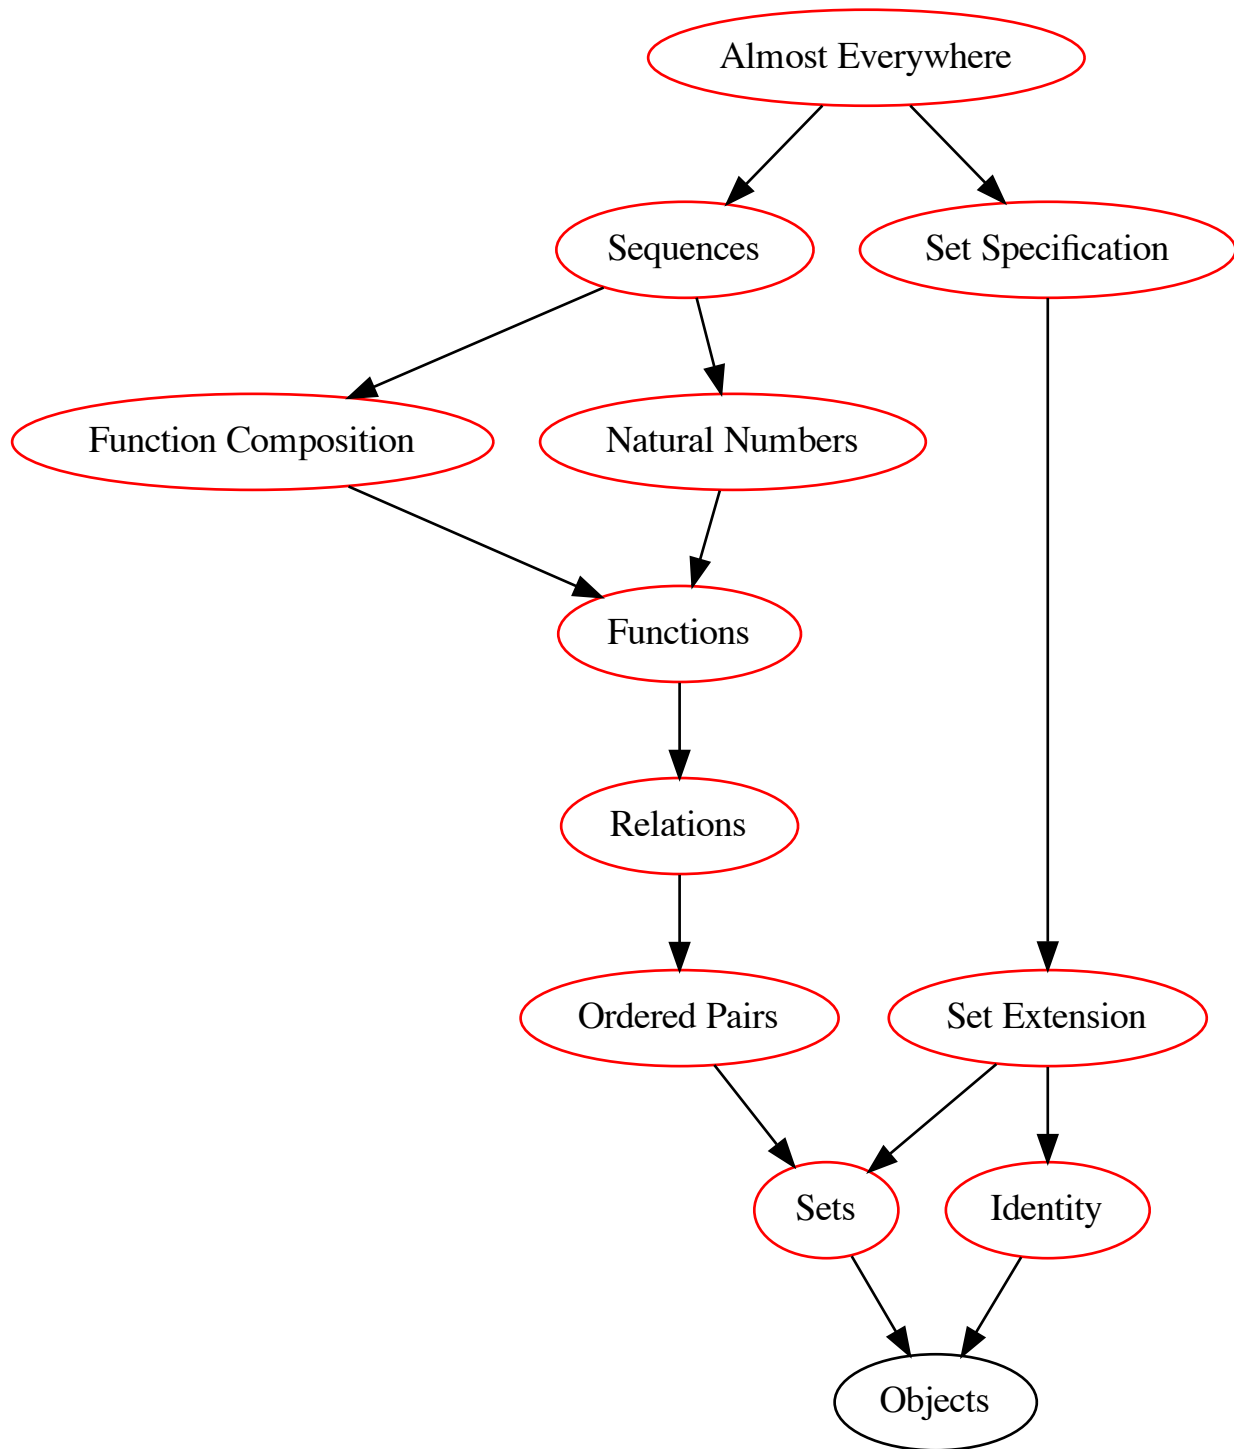 Almost Everywhere
Sequences
Set Specification
Function Composition
Natural Numbers
Functions
Relations
Ordered Pairs
Set Extension
Sets
Identity
Objects